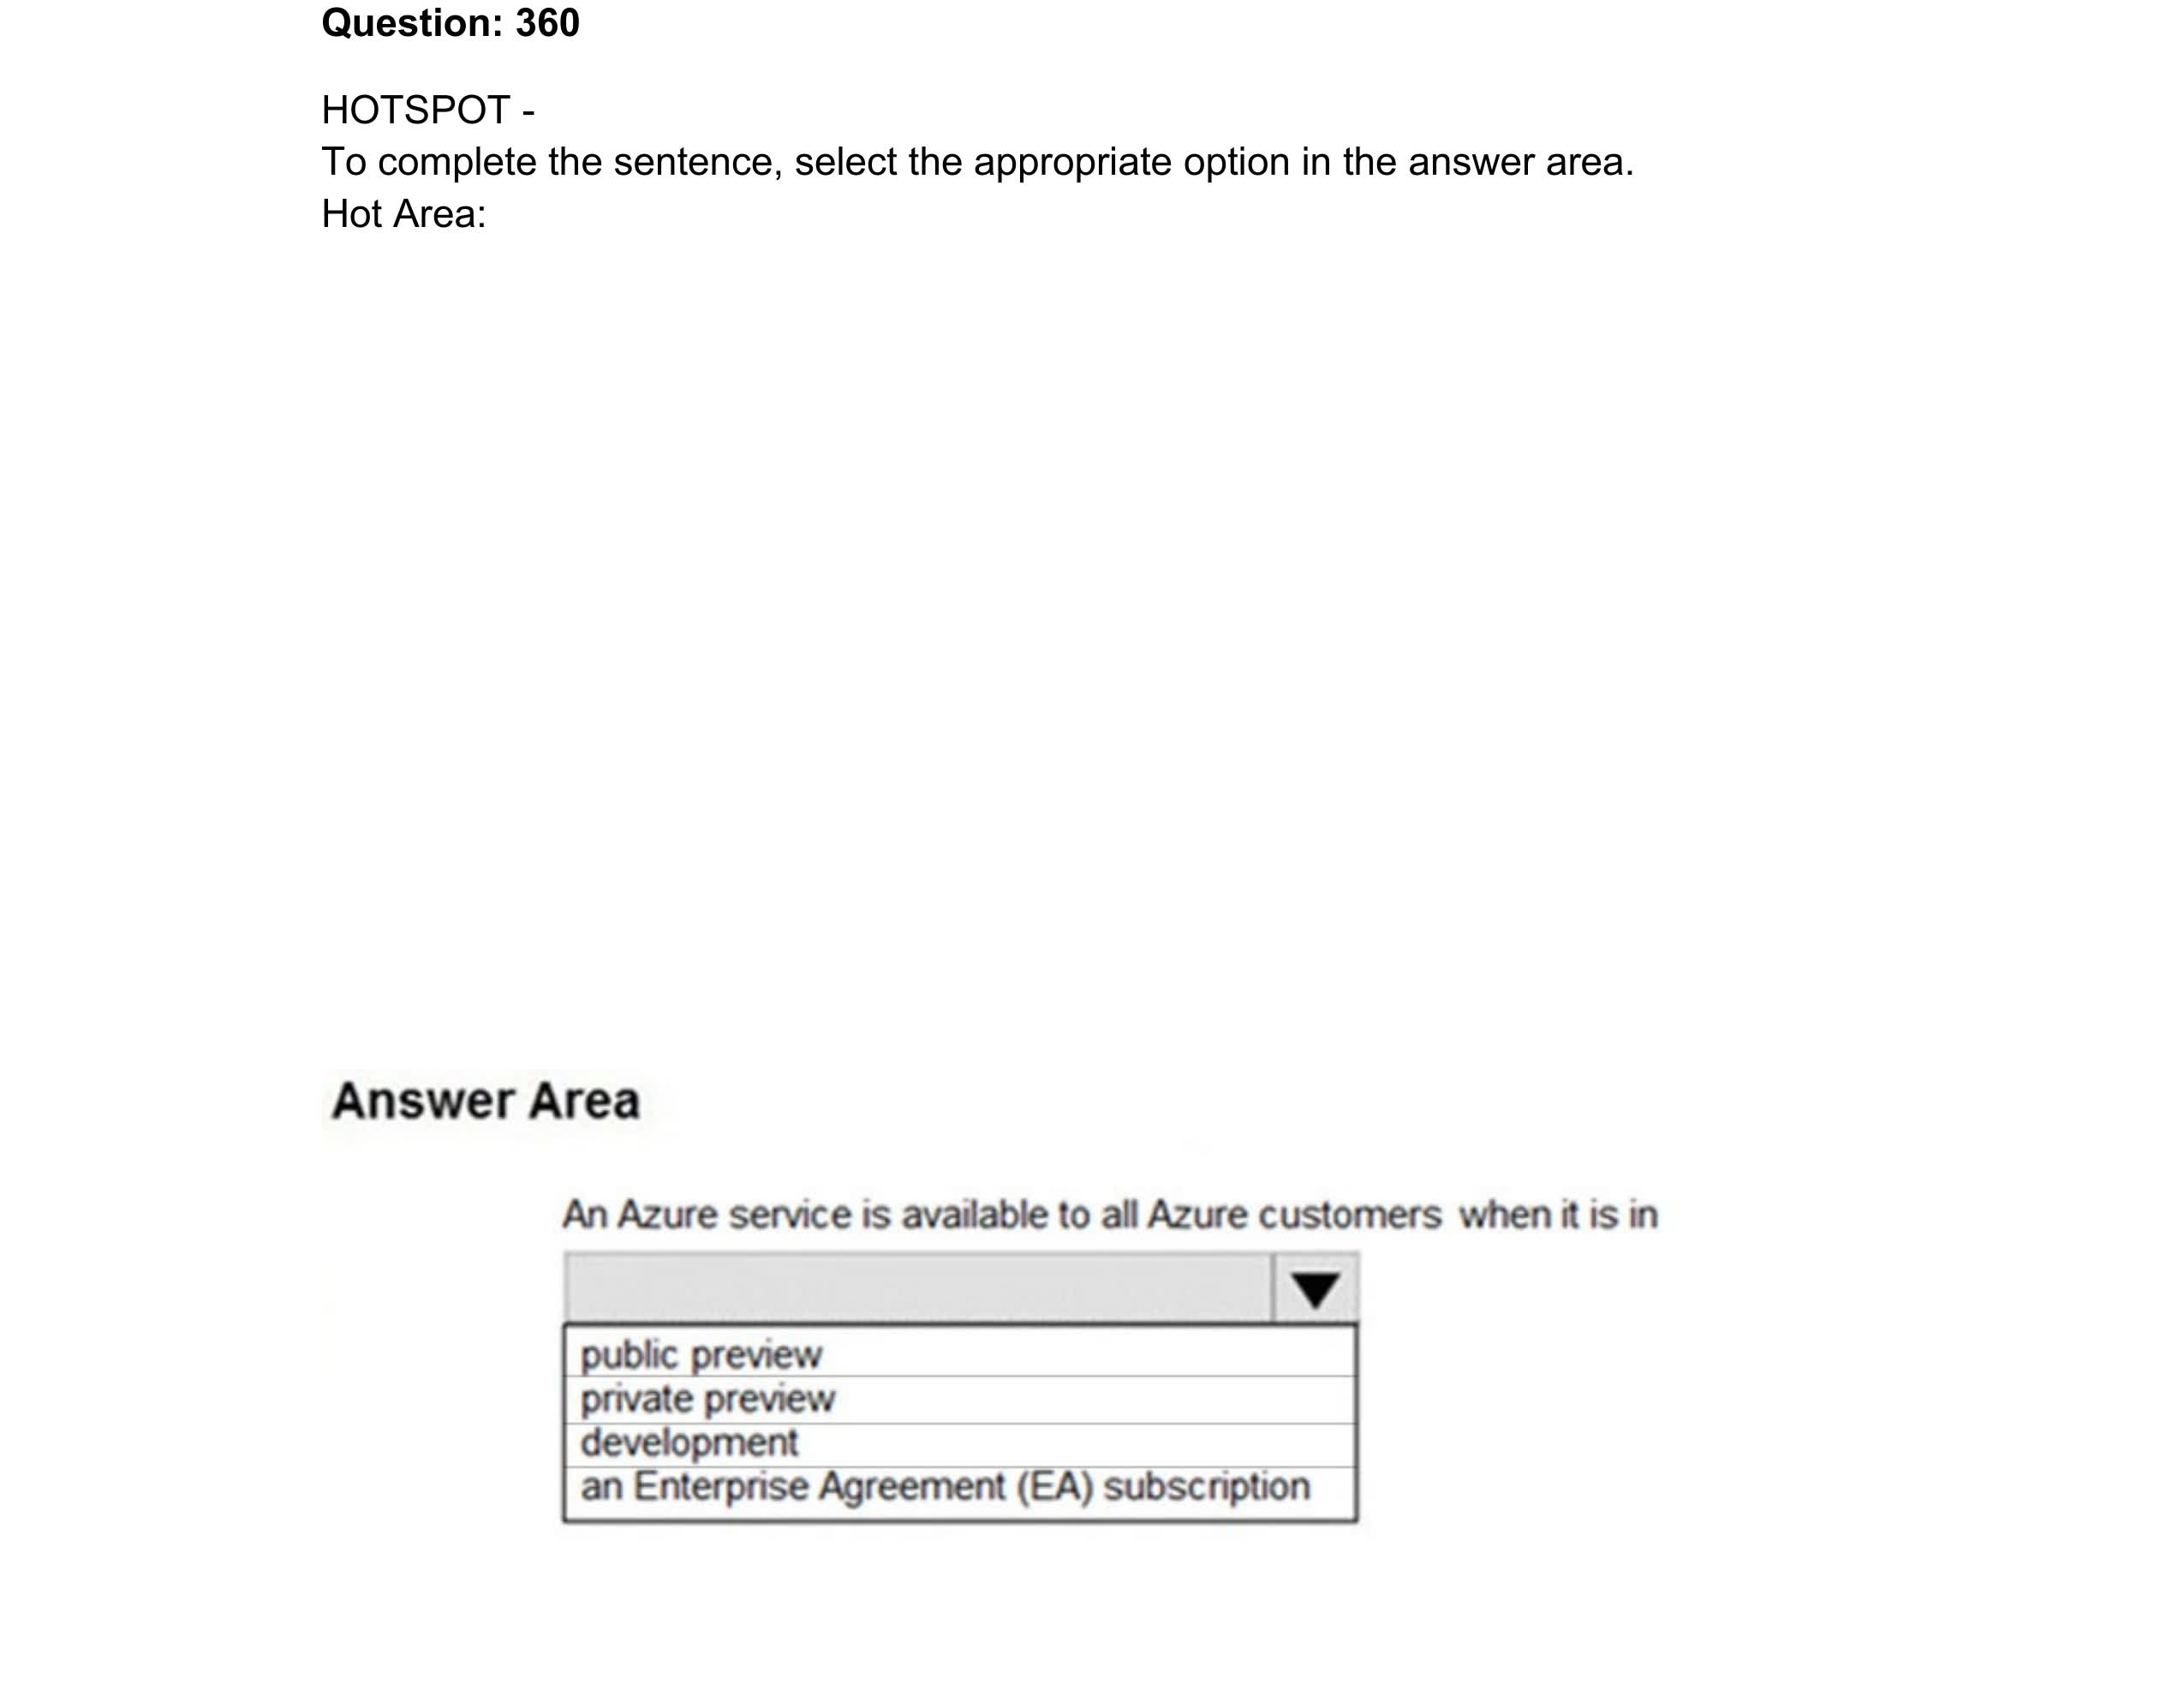 Question: 360
HOTSPOT -
To complete the sentence, select the appropriate option in the answer area.
Hot Area:
Answer Area
An Azure service is available to all Azure customers when it is in
public preview
private preview
development
an Enterprise Agreement (EA) subscription